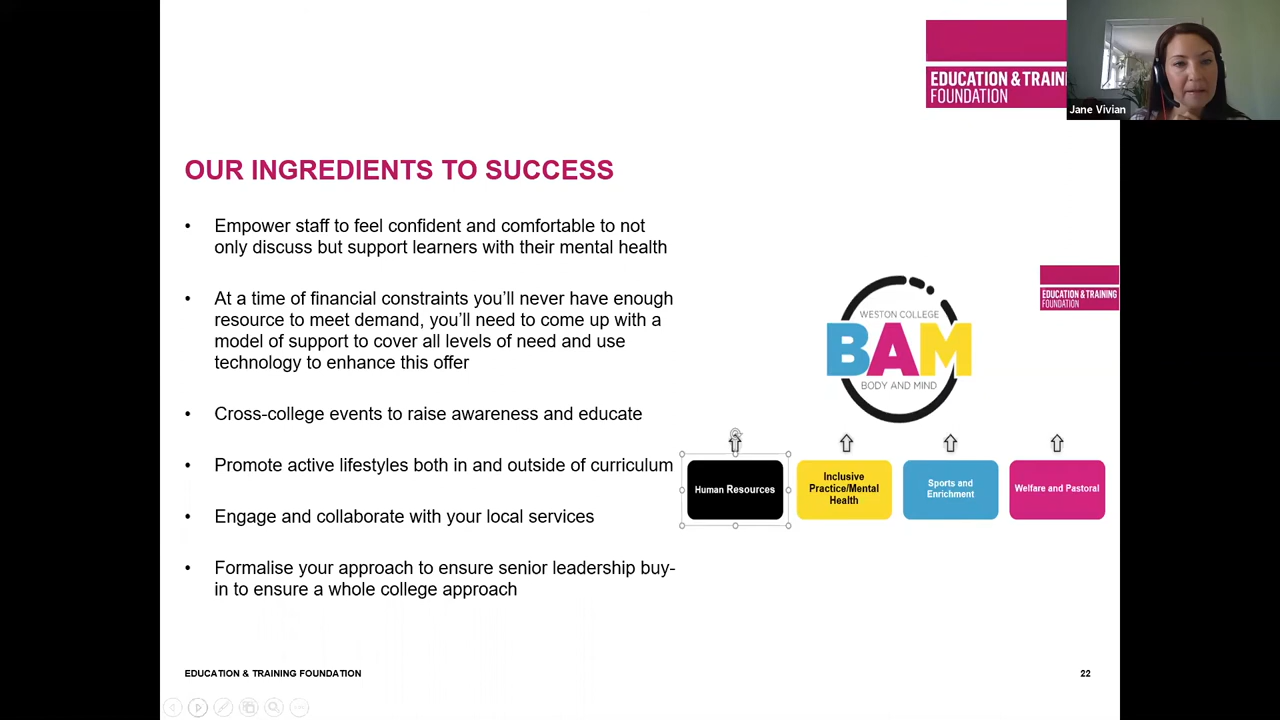 EDUCATION & TRAINI
FOUNDATION
Jane Vivian
OUR INGREDIENTS TO SUCCESS
• Empower staff to feel confident and comfortable to not
only discuss but support learners with their mental health
• At a time of financial constraints you'll never have enough
resource to meet demand, you'll need to come up with a
model of support to cover all levels of need and use
technology to enhance this offer
• Cross-college events to raise awareness and educate
• Promote active lifestyles both in and outside of curriculum
• Engage and collaborate with your local services
• Formalise your approach to ensure senior leadership buy-
in to ensure a whole college approach
EDUCATION & TRAINING
FOUNDATION
WESTON COLLEGE
BAM
BODY AND MIND
Human Resources
Inclusive
Practice/Mental
Health
Sports and
Enrichment
Welfare and Pastoral
EDUCATION & TRAINING FOUNDATION
22